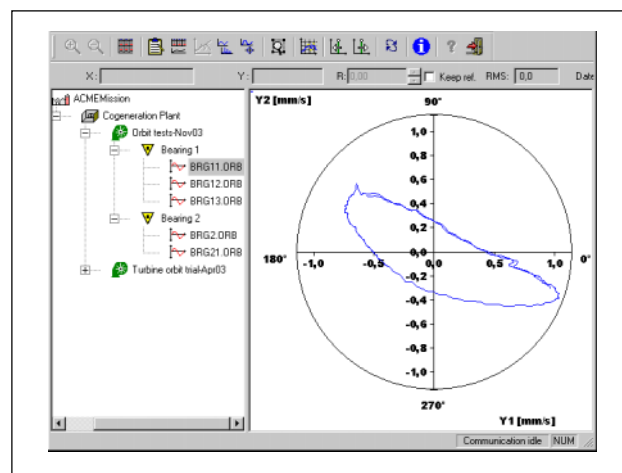 X: Y: R: 0,00 Keep ref. RMS: 0,0 Date
ACMEMission
Cogeneration Plant
Orbit tests-Nov03
Bearing 1
BRG11.ORB
BRG12.ORB
BRG13.ORB
Bearing 2
BRG2.ORB
BRG21.ORB
Turbine orbit trial-Apr03
Y2 [mm/s]
90°
1,0
0,6
0,4
0,2
180° -1,0 -0,5 0,0 0,0 0,5 1,0 0°
-0,2
-0,4
-0,6
-0,8
-1,0
270°
Y1 [mm/s]
Communication idle NUM